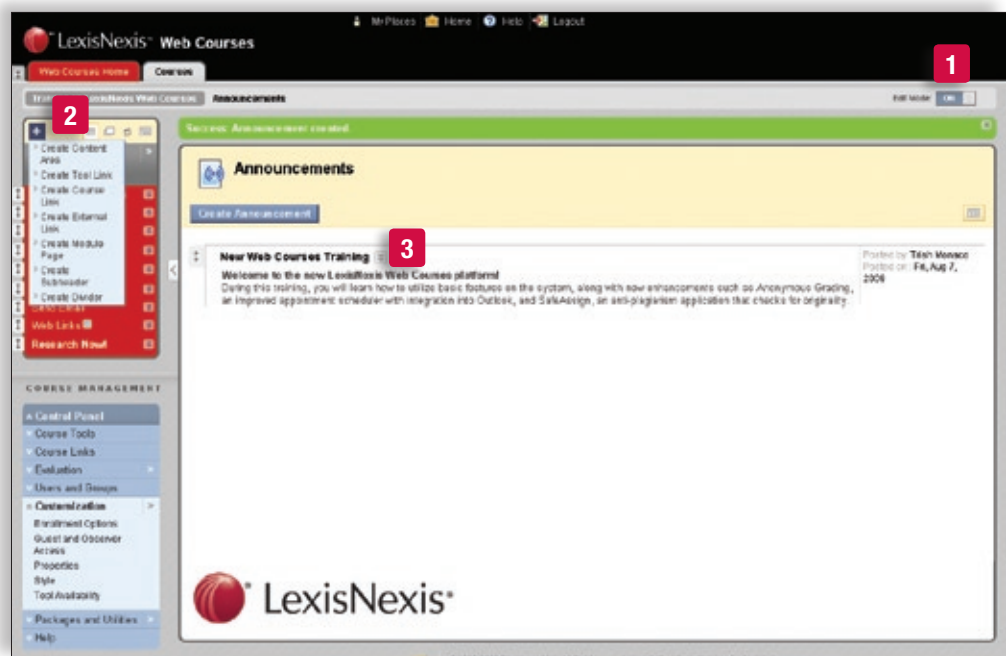 My Places Home Help Logout
LexisNexis™ Web Courses
Web Courses Home Courses
1
LexisNexis Web Courses Announcements
Edit Mode: ON
2
Success: Announcement created
Create Content
Area
Create Tool Link
Create Course
Link
Create External
Link
Create Module
Page
Create
Subheader
Create Divider
Web Links
Research Now!
Announcements
Create Announcement
3
New Web Courses Training
Posted by: Trish Monaco
Posted on: Fri, Aug 7,
Welcome to the new LexisNexis Web Courses platform!
During this training, you will learn how to utilize basic features on the system, along with new enhancements such as Anonymous Grading,
an improved appointment scheduler with integration into Outlook, and SafeAssign, an anti-plagiarism application that checks for originality.
COURSE MANAGEMENT
Control Panel
Course Tools
Course Links
Evaluation
Users and Groups
Customization
Enrollment Options
Guest and Observer
Access
Properties
Style
Tool Availability
Packages and Utilities
Help
LexisNexis